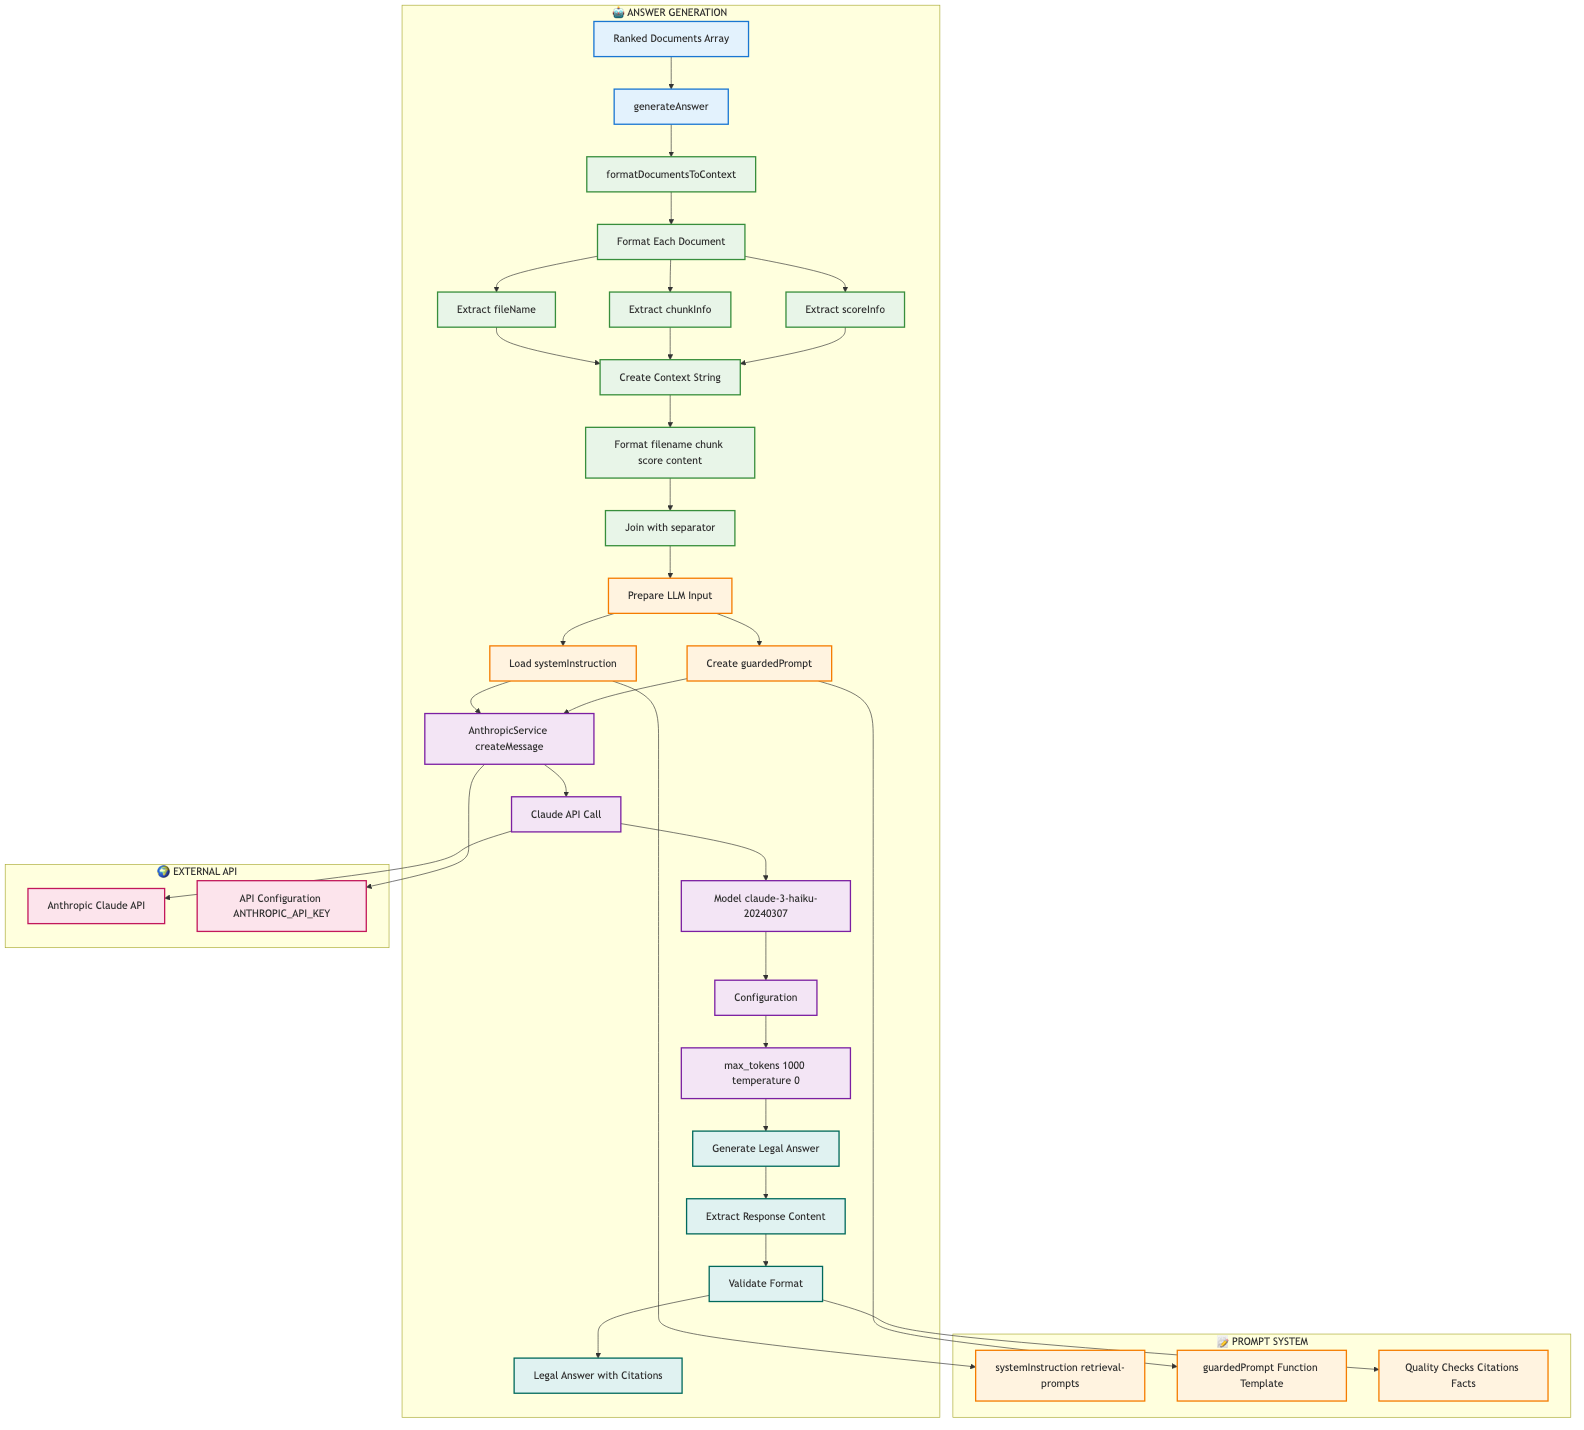 🤖 ANSWER GENERATION
Ranked Documents Array
generateAnswer
formatDocumentsToContext
Format Each Document
Extract fileName
Extract chunkInfo
Extract scoreInfo
Create Context String
Format filename chunk
score content
Join with separator
Prepare LLM Input
Load systemInstruction
Create guardedPrompt
AnthropicService
createMessage
Claude API Call
🌍 EXTERNAL API
Anthropic Claude API
API Configuration
ANTHROPIC_API_KEY
Model claude-3-haiku-
20240307
Configuration
max_tokens 1000
temperature 0
Generate Legal Answer
Extract Response Content
Validate Format
Legal Answer with Citations
📝 PROMPT SYSTEM
systemInstruction retrieval-
prompts
guardedPrompt Function
Template
Quality Checks Citations
Facts